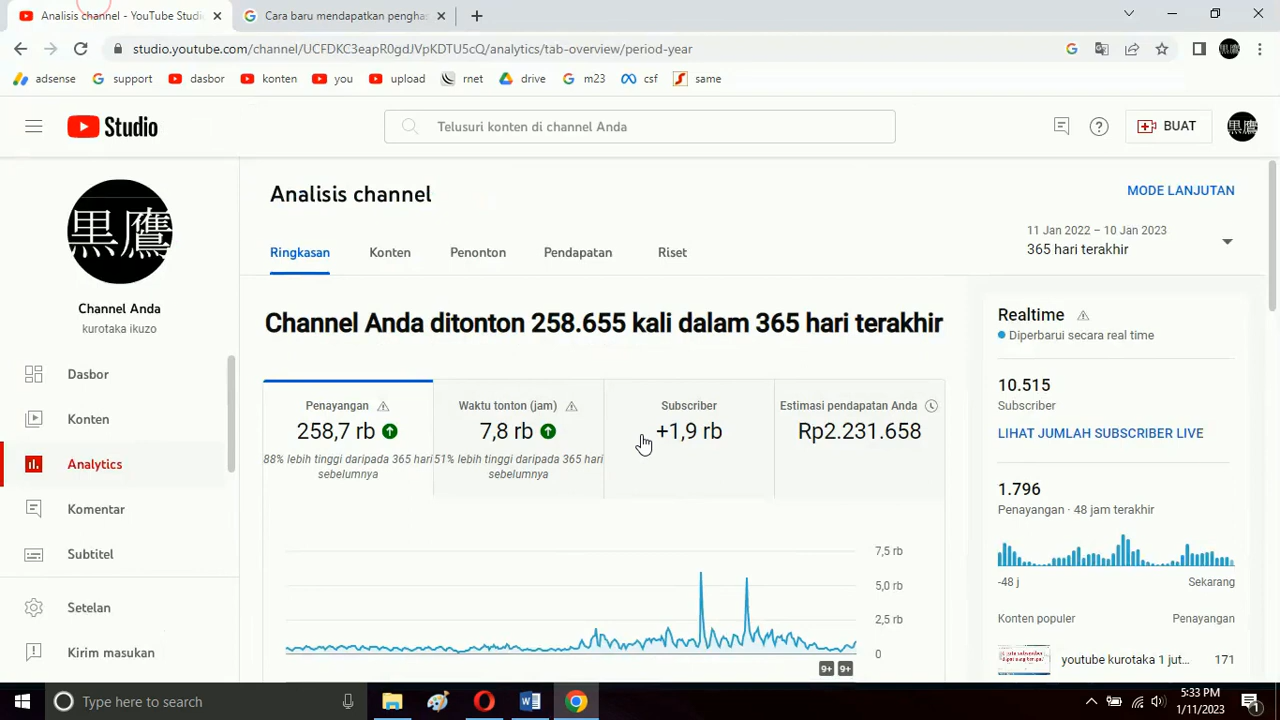 Analisis channel - YouTube Studi
Cara baru mendapatkan penghas
studio.youtube.com/channel/UCFDKC3eapR0gdJVpKDTU5cQ/analytics/tab-overview/period-year
adsense
support
dasbor
konten
you
upload
rnet
drive
m23
csf
same
Studio
Telusuri konten di channel Anda
BUAT
黒鷹
黒鷹
Channel Anda
kurotaka ikuzo
Dasbor
Konten
Analytics
Komentar
Subtitel
Setelan
Kirim masukan
Analisis channel
MODE LANJUTAN
11 Jan 2022 – 10 Jan 2023
365 hari terakhir
Ringkasan
Konten
Penonton
Pendapatan
Riset
Channel Anda ditonton 258.655 kali dalam 365 hari terakhir
Penayangan
258,7 rb
88% lebih tinggi daripada 365 hari
sebelumnya
Waktu tonton (jam)
7,8 rb
51% lebih tinggi daripada 365 hari
sebelumnya
Subscriber
+1,9 rb
Estimasi pendapatan Anda
Rp2.231.658
7,5 rb
5,0 rb
2,5 rb
0
9+
9+
Realtime
Diperbarui secara real time
10.515
Subscriber
LIHAT JUMLAH SUBSCRIBER LIVE
1.796
Penayangan · 48 jam terakhir
-48 j
Sekarang
Konten populer
Penayangan
youtube kurotaka 1 jut...
171
Type here to search
5:33 PM
1/11/2023